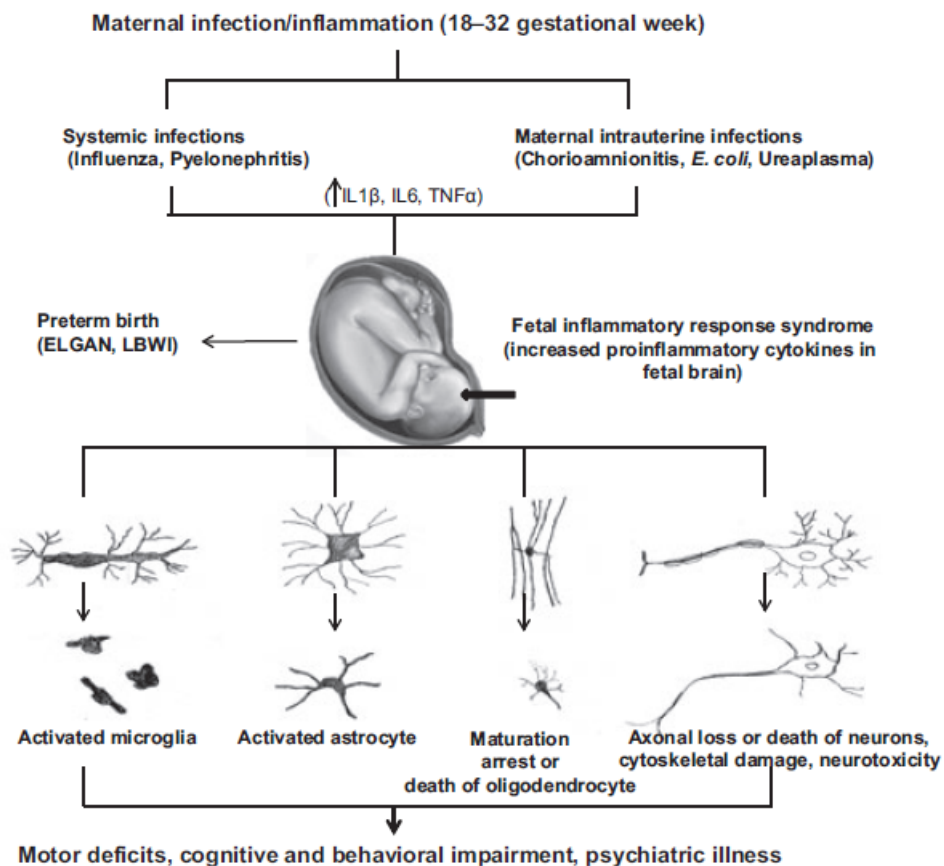 Maternal infection/inflammation (18–32 gestational week)
Systemic infections
(Influenza, Pyelonephritis)
Maternal intrauterine infections
(Chorioamnionitis, E. coli, Ureaplasma)
(↑IL1β, IL6, TNFα)
Preterm birth
(ELGAN, LBWI)
Fetal inflammatory response syndrome
(increased proinflammatory cytokines in
fetal brain)
Activated microglia
Activated astrocyte
Maturation
arrest or
death of oligodendrocyte
Axonal loss or death of neurons,
cytoskeletal damage, neurotoxicity
Motor deficits, cognitive and behavioral impairment, psychiatric illness